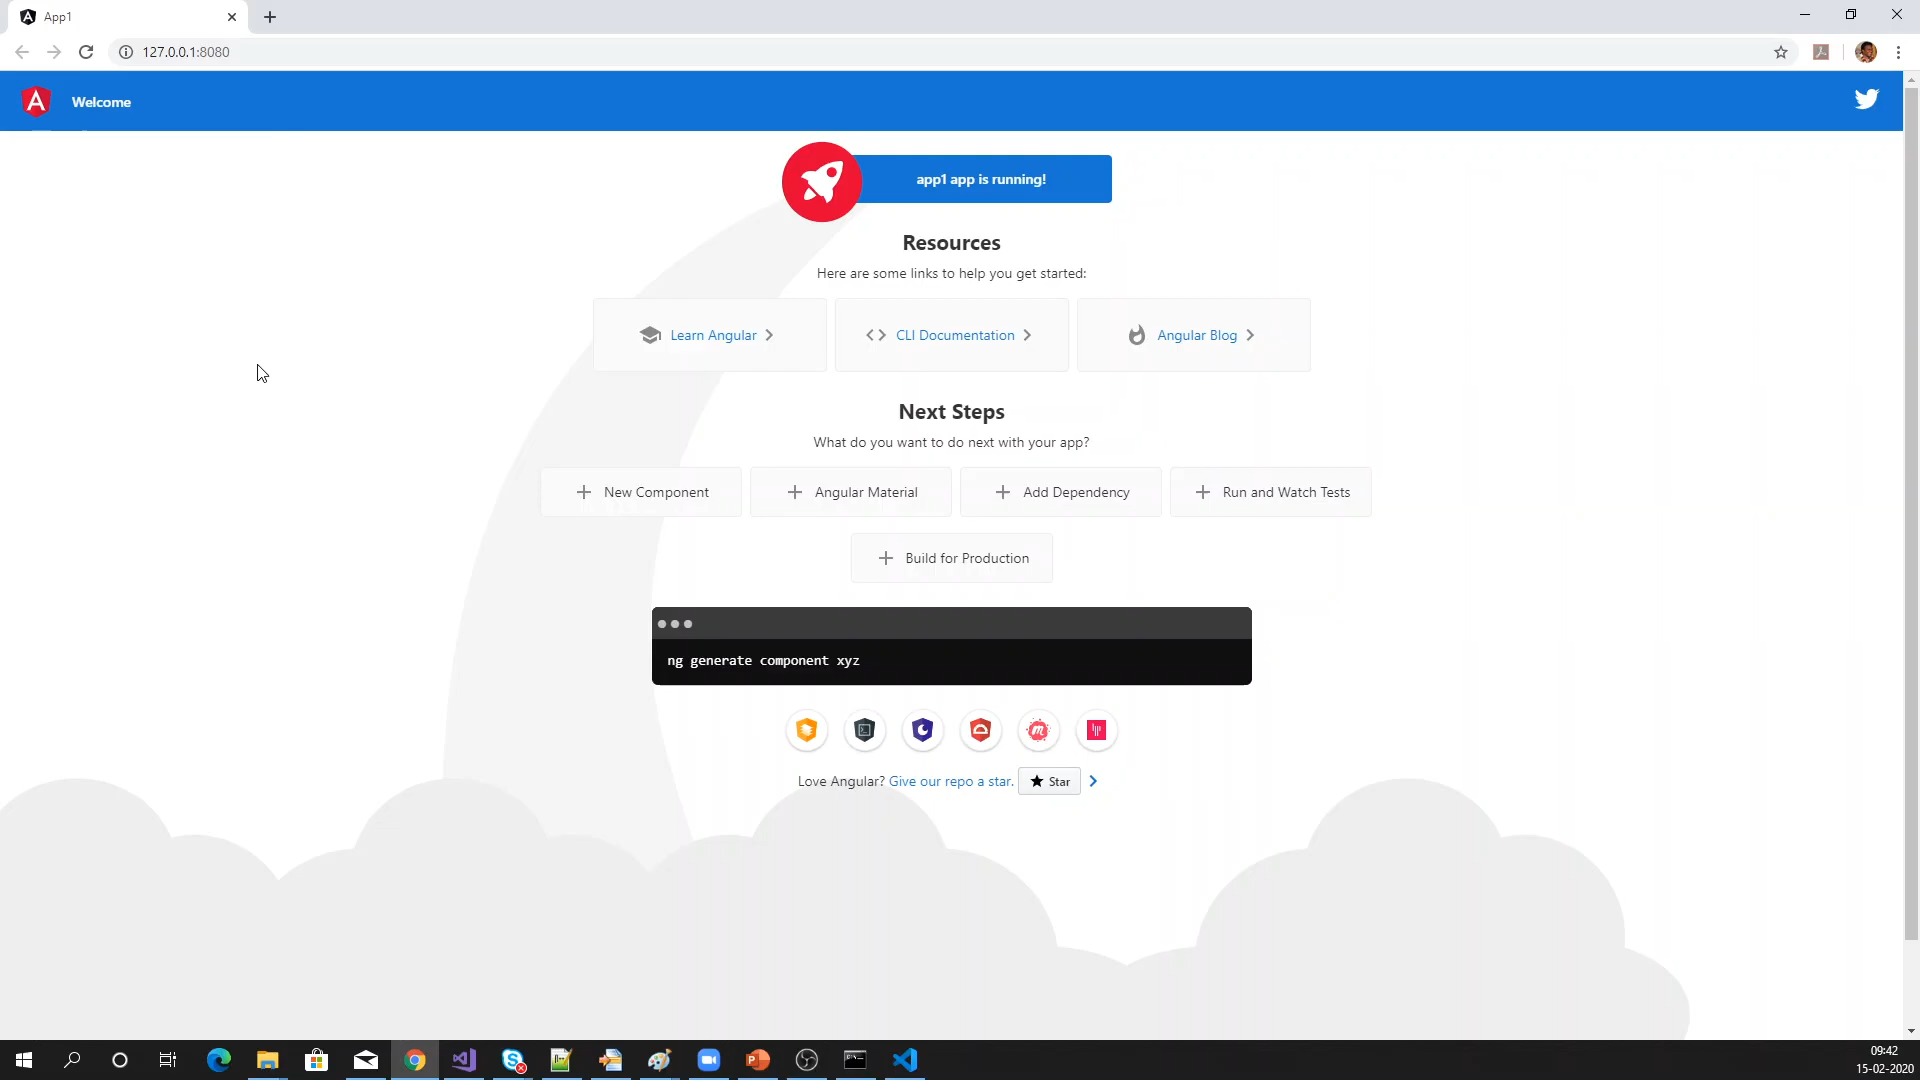 App1
127.0.0.1:8080
Welcome
app1 app is running!
Resources
Here are some links to help you get started:
Learn Angular
CLI Documentation
Angular Blog
Next Steps
What do you want to do next with your app?
New Component
Angular Material
Add Dependency
Run and Watch Tests
Build for Production
ng generate component xyz
Love Angular? Give our repo a star. Star
09:42
15-02-2020